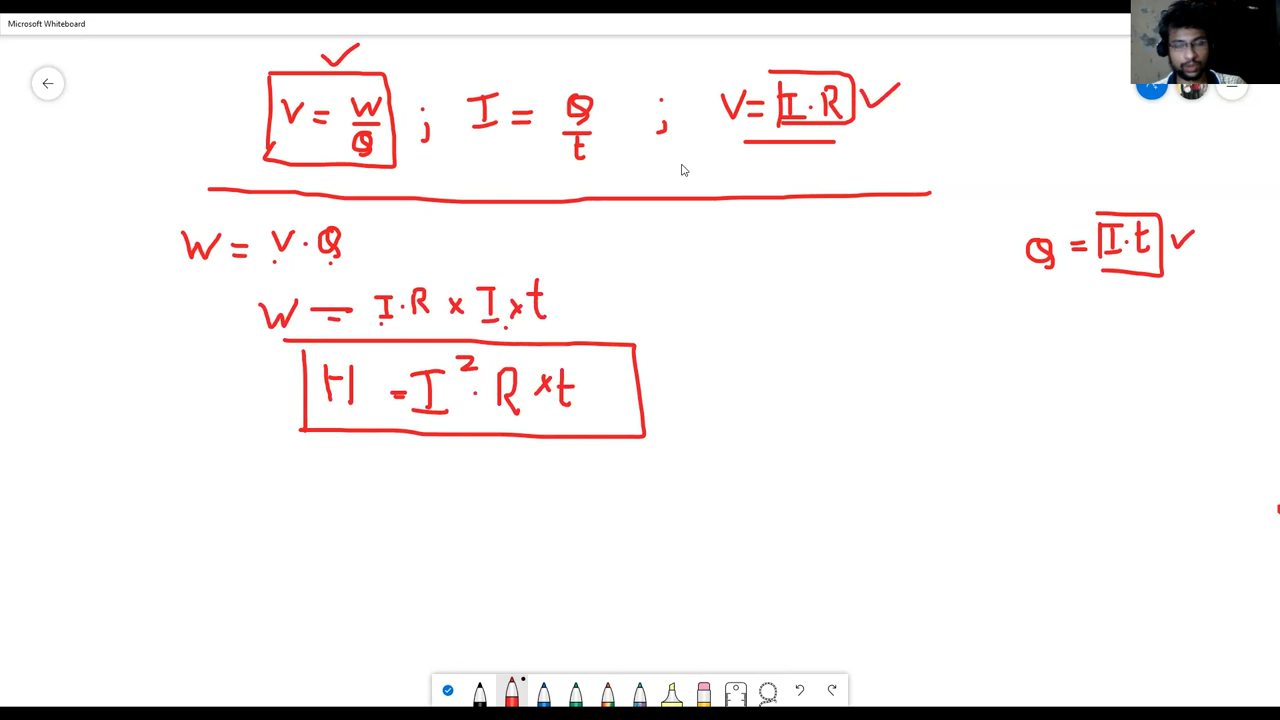 Microsoft Whiteboard
V = W/Q ; I = Q/t ; V = I · R
W = V · Q
Q = I · t
W = I · R × I × t
H = I² · R × t